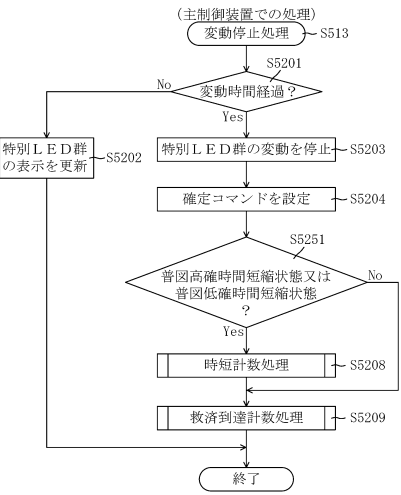 （主制御装置での処理）
変動停止処理
S513
S5201
変動時間経過？
No
Yes
特別ＬＥＤ群
の表示を更新
S5202
特別ＬＥＤ群の変動を停止
S5203
確定コマンドを設定
S5204
S5251
普図高確時間短縮状態又は
普図低確時間短縮状態
？
No
Yes
時短計数処理
S5208
救済到達計数処理
S5209
終了